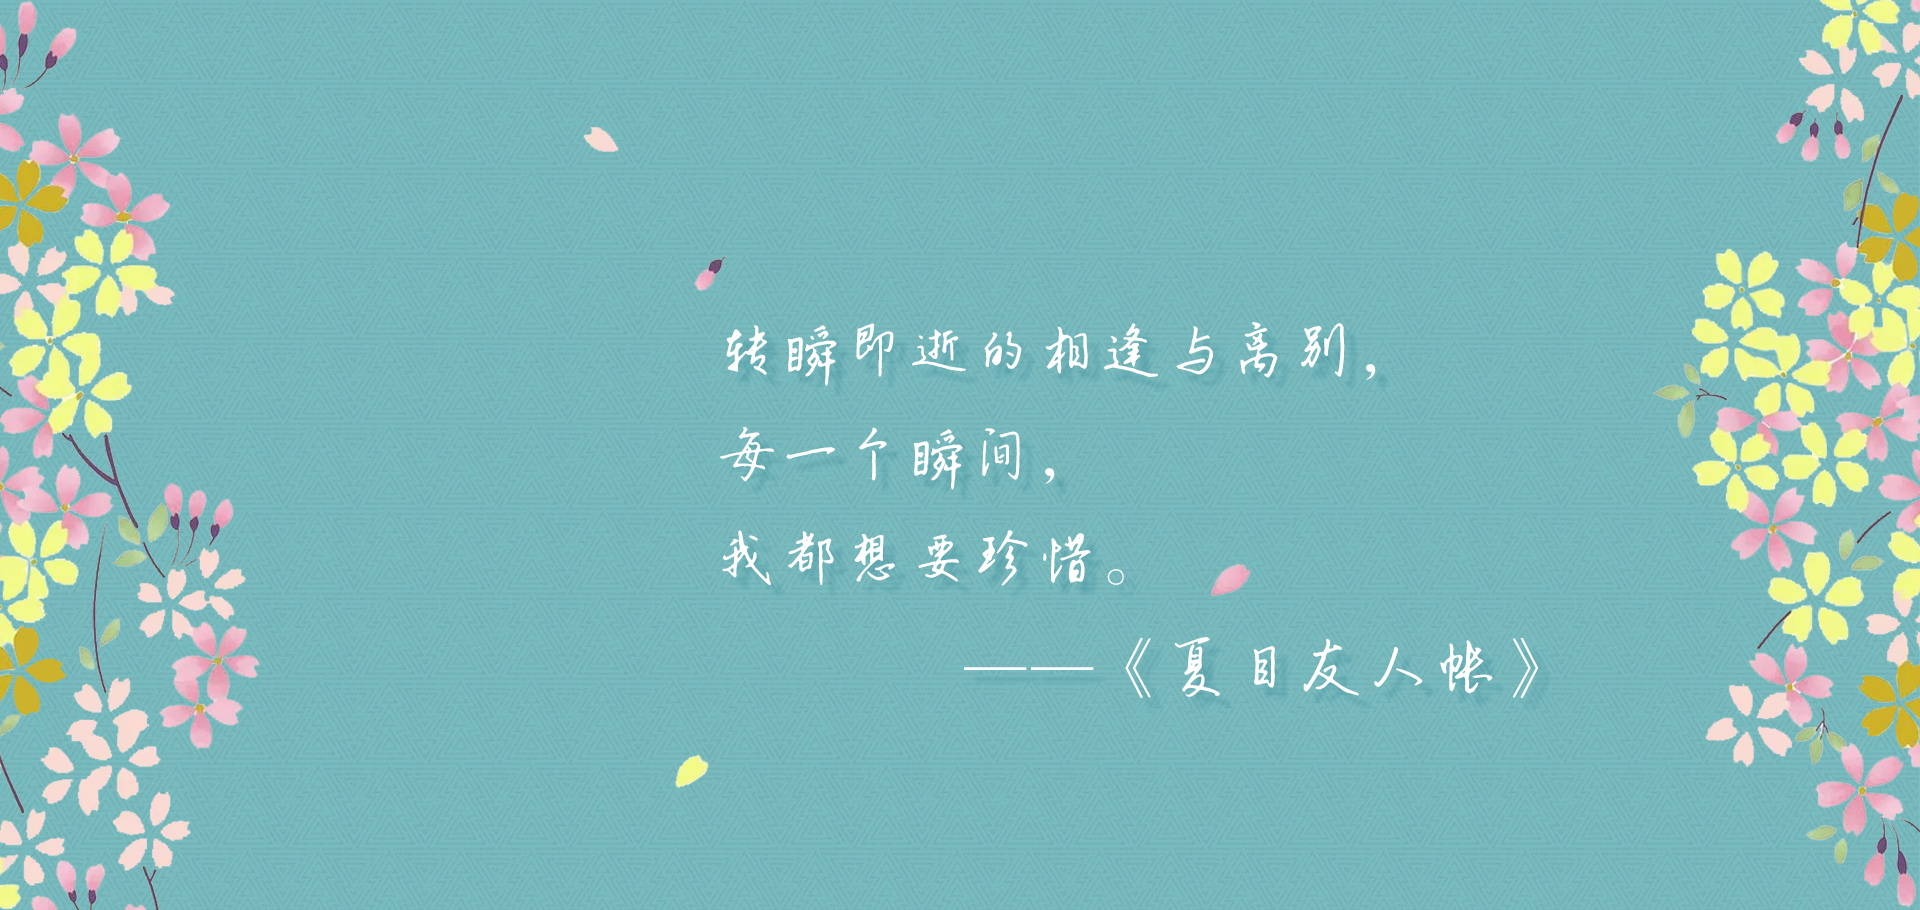 转瞬即逝的相逢与离别，
每一个瞬间，
我都想要珍惜。
——《夏目友人帐》